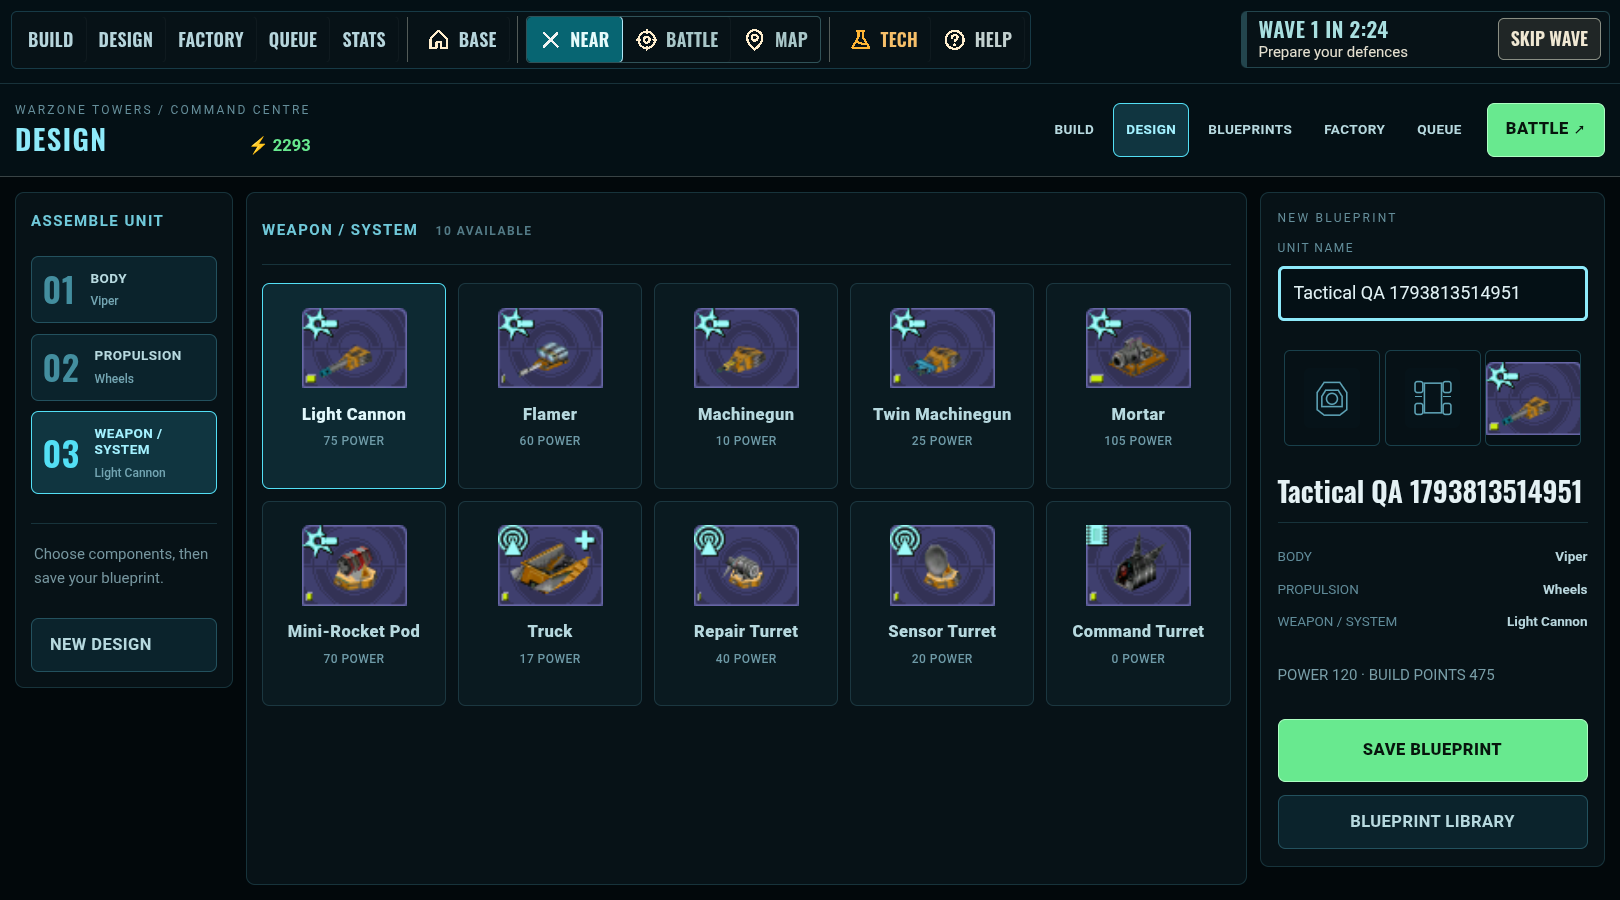 BUILD DESIGN FACTORY QUEUE STATS BASE NEAR BATTLE MAP TECH HELP
WAVE 1 IN 2:24
Prepare your defences
SKIP WAVE
WARZONE TOWERS / COMMAND CENTRE
DESIGN
⚡ 2293
BUILD DESIGN BLUEPRINTS FACTORY QUEUE BATTLE ↗
ASSEMBLE UNIT
01 BODY
Viper
02 PROPULSION
Wheels
03 WEAPON /
SYSTEM
Light Cannon
Choose components, then
save your blueprint.
NEW DESIGN
WEAPON / SYSTEM 10 AVAILABLE
Light Cannon
75 POWER
Flamer
60 POWER
Machinegun
10 POWER
Twin Machinegun
25 POWER
Mortar
105 POWER
Mini-Rocket Pod
70 POWER
Truck
17 POWER
Repair Turret
40 POWER
Sensor Turret
20 POWER
Command Turret
0 POWER
NEW BLUEPRINT
UNIT NAME
Tactical QA 1793813514951
Tactical QA 1793813514951
BODY Viper
PROPULSION Wheels
WEAPON / SYSTEM Light Cannon
POWER 120 · BUILD POINTS 475
SAVE BLUEPRINT
BLUEPRINT LIBRARY